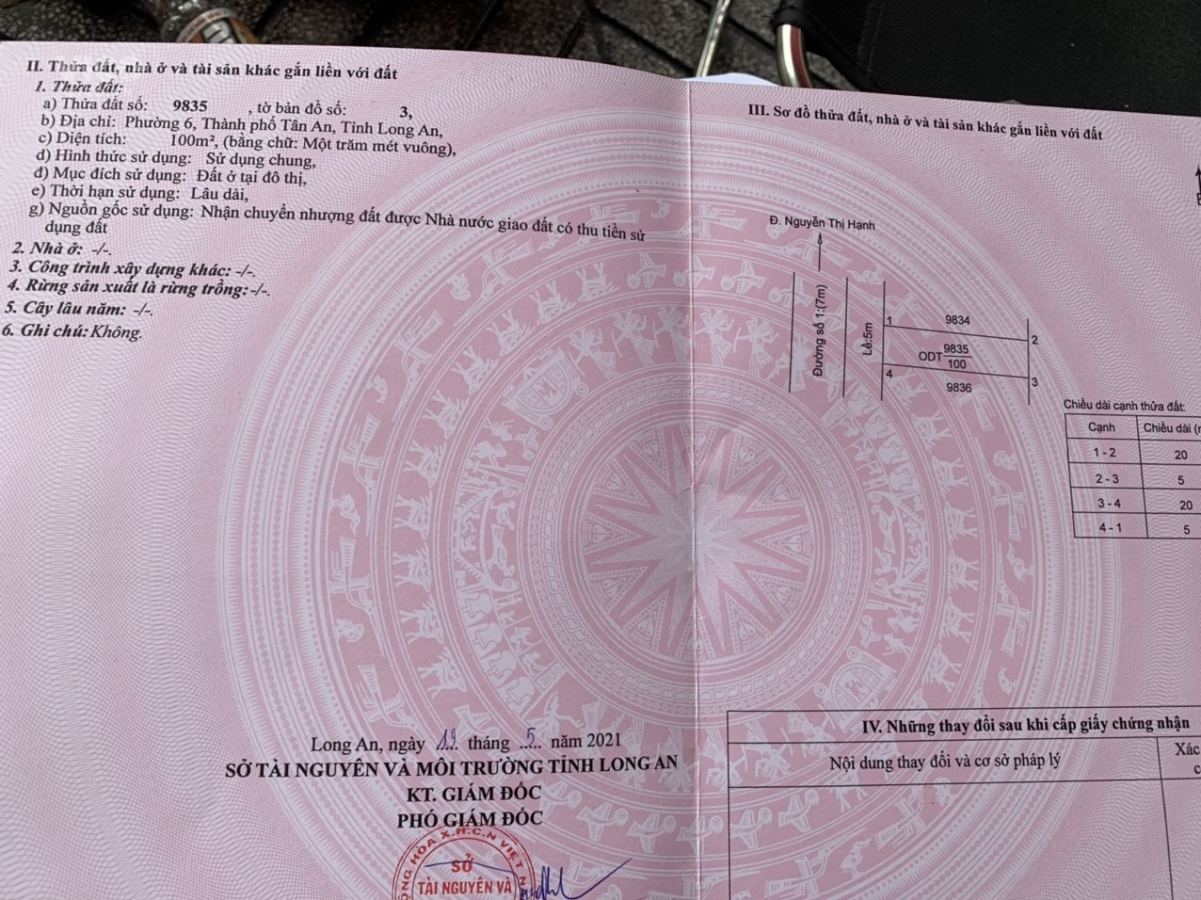 II. Thửa đất, nhà ở và tài sản khác gắn liền với đất
1. Thửa đất:
a) Thửa đất số: 9835 , tờ bản đồ số: 3,
b) Địa chỉ: Phường 6, Thành phố Tân An, Tỉnh Long An,
c) Diện tích: 100m², (bằng chữ: Một trăm mét vuông),
d) Hình thức sử dụng: Sử dụng chung,
đ) Mục đích sử dụng: Đất ở tại đô thị,
e) Thời hạn sử dụng: Lâu dài,
g) Nguồn gốc sử dụng: Nhận chuyển nhượng đất được Nhà nước giao đất có thu tiền sử
dụng đất
2. Nhà ở: -/-.
3. Công trình xây dựng khác: -/-.
4. Rừng sản xuất là rừng trồng: -/-.
5. Cây lâu năm: -/-.
6. Ghi chú: Không.
Long An, ngày 19 tháng 5 năm 2021
SỞ TÀI NGUYÊN VÀ MÔI TRƯỜNG TỈNH LONG AN
KT. GIÁM ĐỐC
PHÓ GIÁM ĐỐC
HÒA X.H.C.N VIỆT
SỞ
TÀI NGUYÊN VÀ
III. Sơ đồ thửa đất, nhà ở và tài sản khác gắn liền với đất
Đ. Nguyễn Thị Hạnh
Đường số 1:(7m)
Lề:5m
1
9834
2
ODT 9835
100
4
3
9836
Chiều dài cạnh thửa đất:
Cạnh Chiều dài
1 - 2 20
2 - 3 5
3 - 4 20
4 - 1 5
IV. Những thay đổi sau khi cấp giấy chứng nhận
Nội dung thay đổi và cơ sở pháp lý
Xác